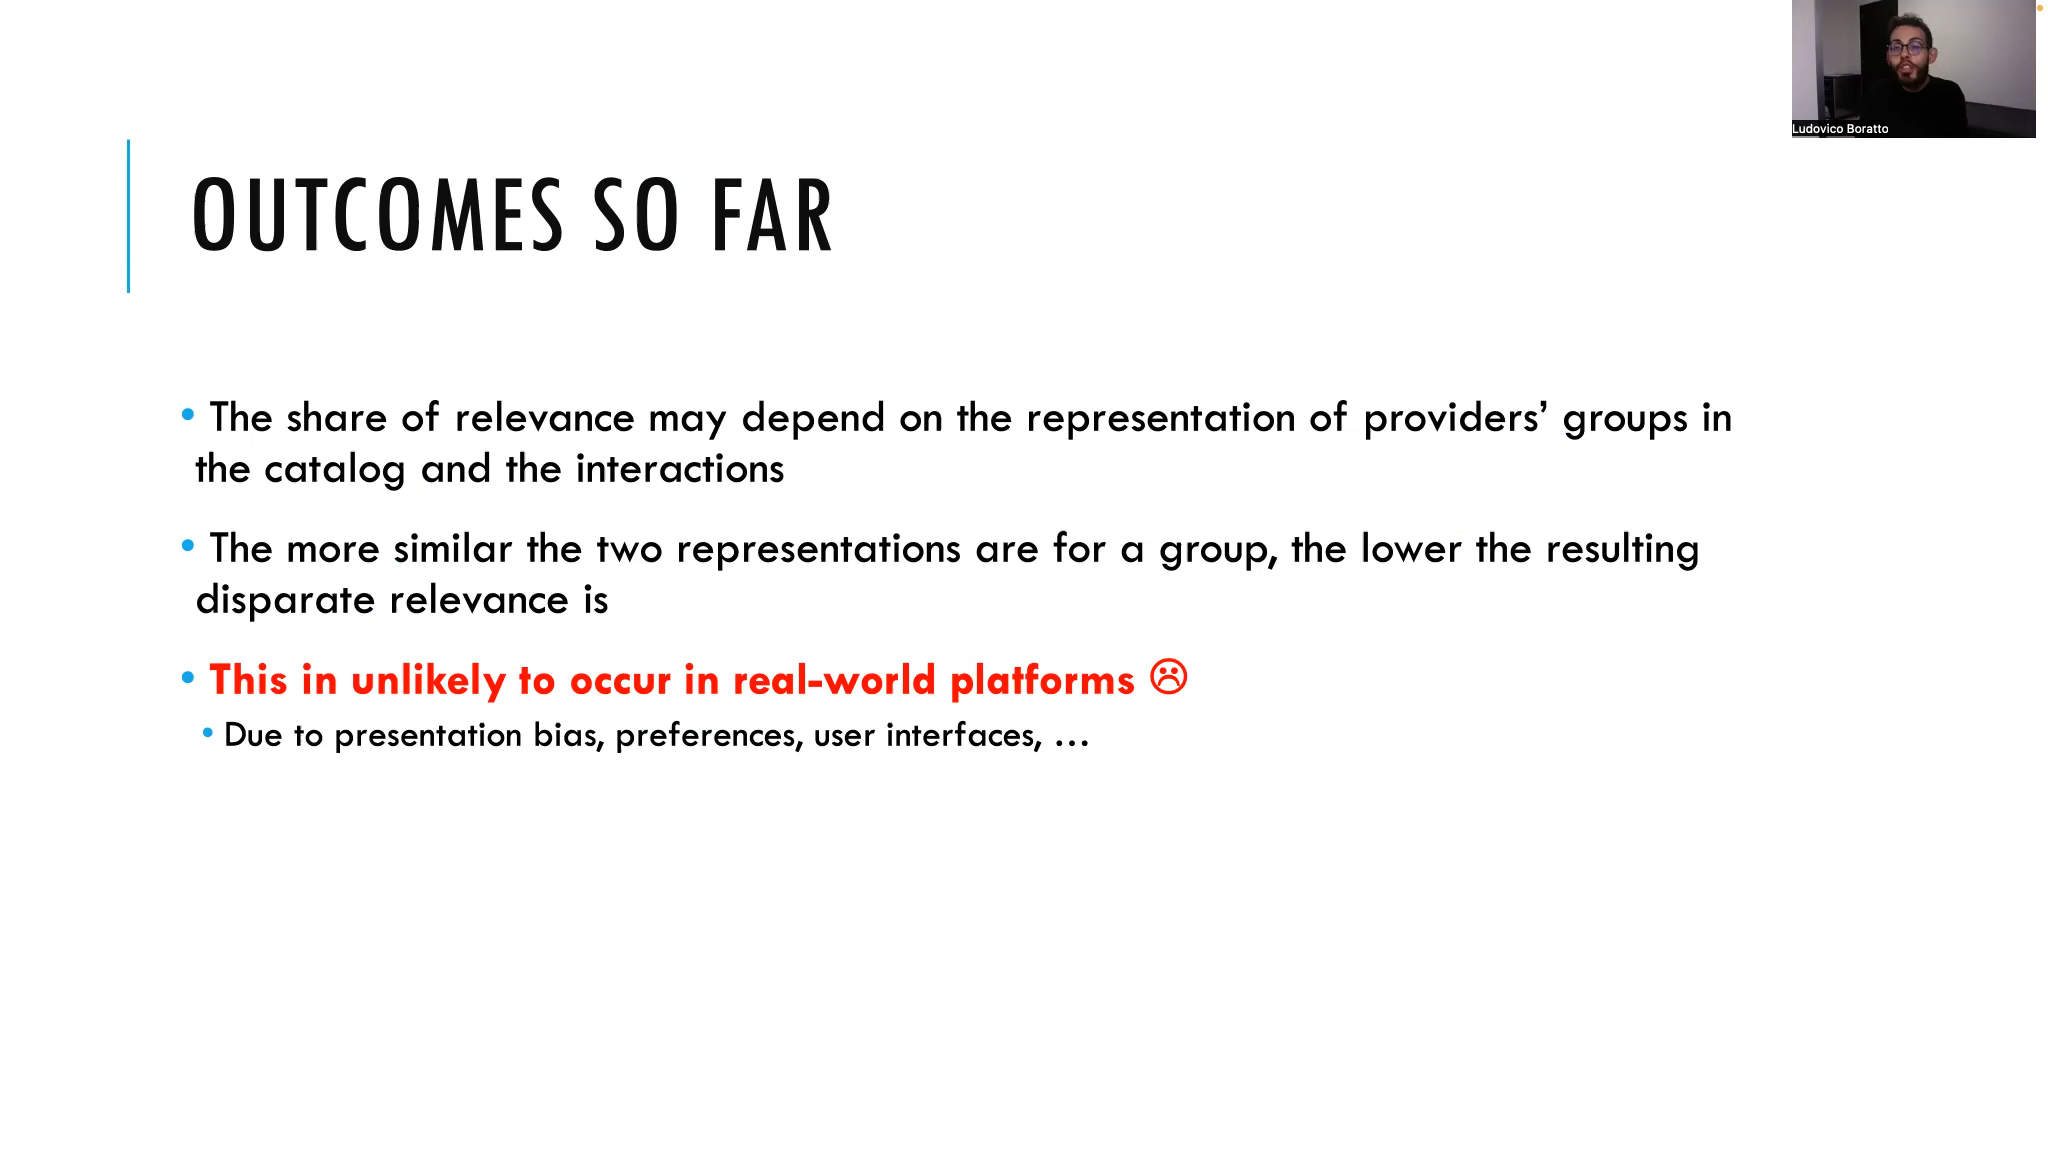 Ludovico Boratto
OUTCOMES SO FAR
• The share of relevance may depend on the representation of providers’ groups in
the catalog and the interactions
• The more similar the two representations are for a group, the lower the resulting
disparate relevance is
• This in unlikely to occur in real-world platforms ☹
• Due to presentation bias, preferences, user interfaces, …